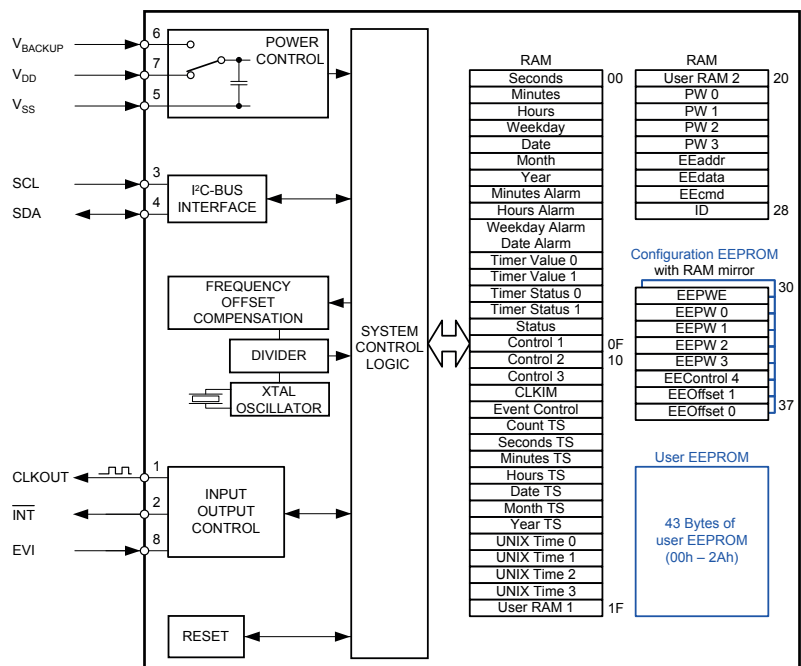 V_BACKUP
6
V_DD
7
V_SS
5
POWER
CONTROL
SCL
3
SDA
4
I²C-BUS
INTERFACE
FREQUENCY
OFFSET
COMPENSATION
DIVIDER
XTAL
OSCILLATOR
CLKOUT
1
INT
2
EVI
8
INPUT
OUTPUT
CONTROL
RESET
SYSTEM
CONTROL
LOGIC
RAM
Seconds 00
Minutes
Hours
Weekday
Date
Month
Year
Minutes Alarm
Hours Alarm
Weekday Alarm
Date Alarm
Timer Value 0
Timer Value 1
Timer Status 0
Timer Status 1
Status
Control 1 0F
Control 2 10
Control 3
CLKIM
Event Control
Count TS
Seconds TS
Minutes TS
Hours TS
Date TS
Month TS
Year TS
UNIX Time 0
UNIX Time 1
UNIX Time 2
UNIX Time 3
User RAM 1 1F
RAM
User RAM 2 20
PW 0
PW 1
PW 2
PW 3
EEaddr
EEdata
EEcmd
ID 28
Configuration EEPROM
with RAM mirror
30
EEPWE
EEPW 0
EEPW 1
EEPW 2
EEPW 3
EEControl 4
EEOffset 1
37
EEOffset 0
User EEPROM
43 Bytes of
user EEPROM
(00h – 2Ah)